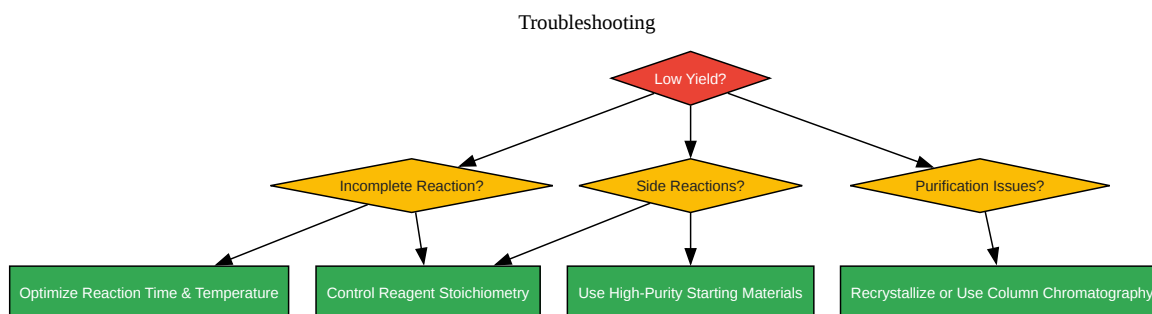 Troubleshooting
Low Yield?
Incomplete Reaction?
Side Reactions?
Purification Issues?
Optimize Reaction Time & Temperature
Control Reagent Stoichiometry
Use High-Purity Starting Materials
Recrystallize or Use Column Chromatography